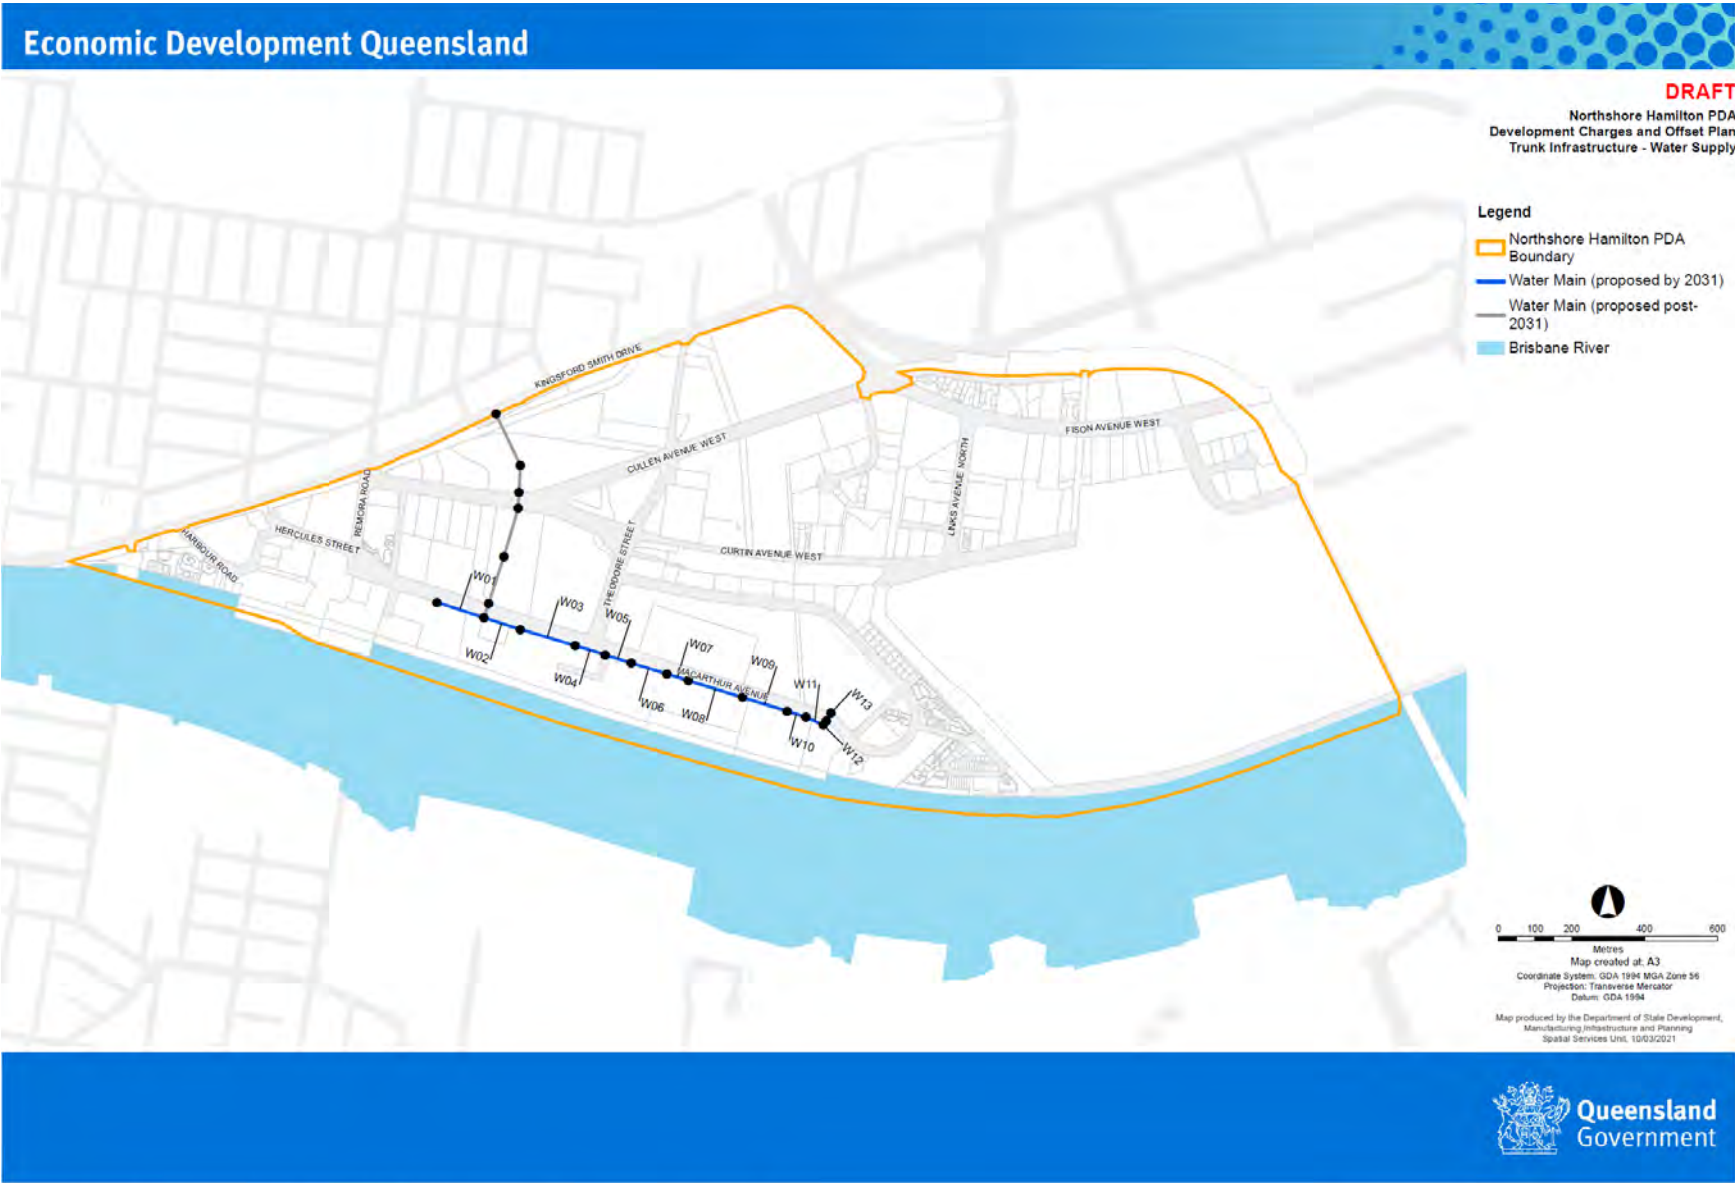 Economic Development Queensland
DRAFT
Northshore Hamilton PDA
Development Charges and Offset Plan
Trunk Infrastructure - Water Supply
Legend
Northshore Hamilton PDA
Boundary
Water Main (proposed by 2031)
Water Main (proposed post-
2031)
Brisbane River
KINGSFORD SMITH DRIVE
CULLEN AVENUE WEST
FISON AVENUE WEST
LINKS AVENUE NORTH
REMORA ROAD
HERCULES STREET
HARBOUR ROAD
THEODORE STREET
CURTIN AVENUE WEST
MACARTHUR AVENUE
W01
W02
W03
W04
W05
W06
W07
W08
W09
W10
W11
W12
W13
0 100 200 400 600
Metres
Map created at: A3
Coordinate System: GDA 1994 MGA Zone 56
Projection: Transverse Mercator
Datum: GDA 1994
Map produced by the Department of State Development,
Manufacturing,Infrastructure and Planning
Spatial Services Unit, 10/03/2021
Queensland
Government